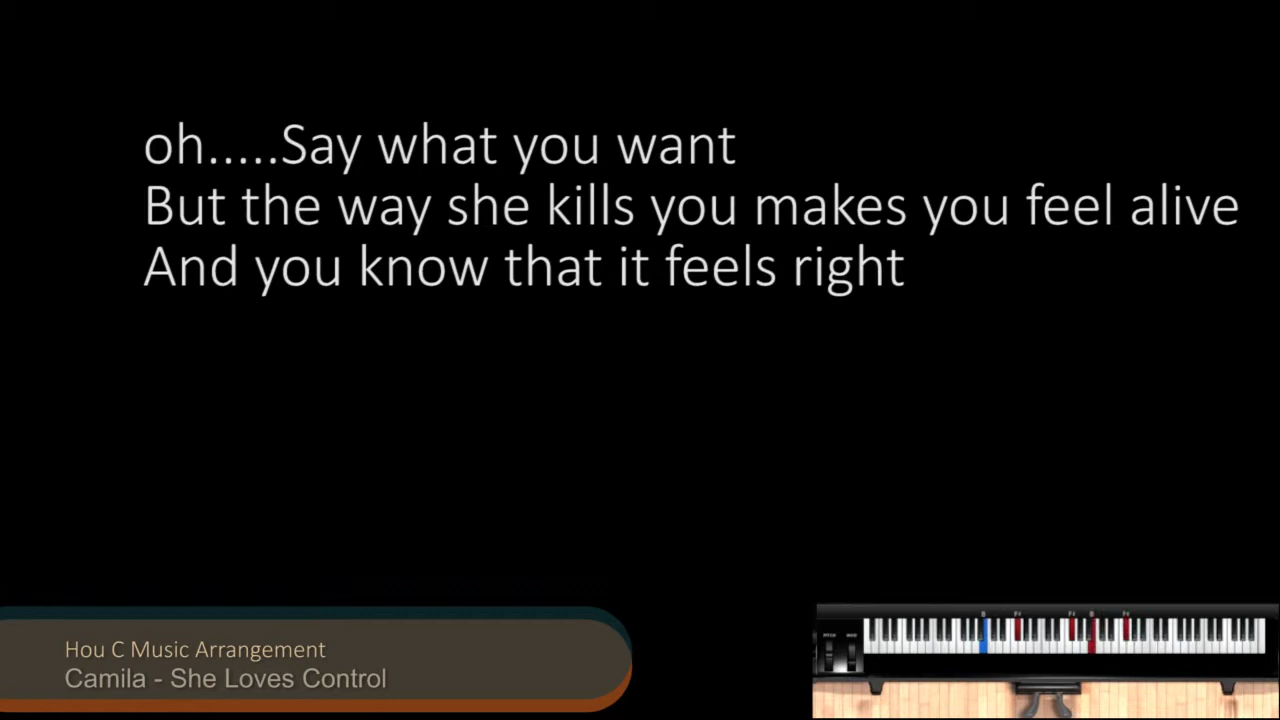 oh.....Say what you want
But the way she kills you makes you feel alive
And you know that it feels right
Hou C Music Arrangement
Camila - She Loves Control
B F# F# B F#